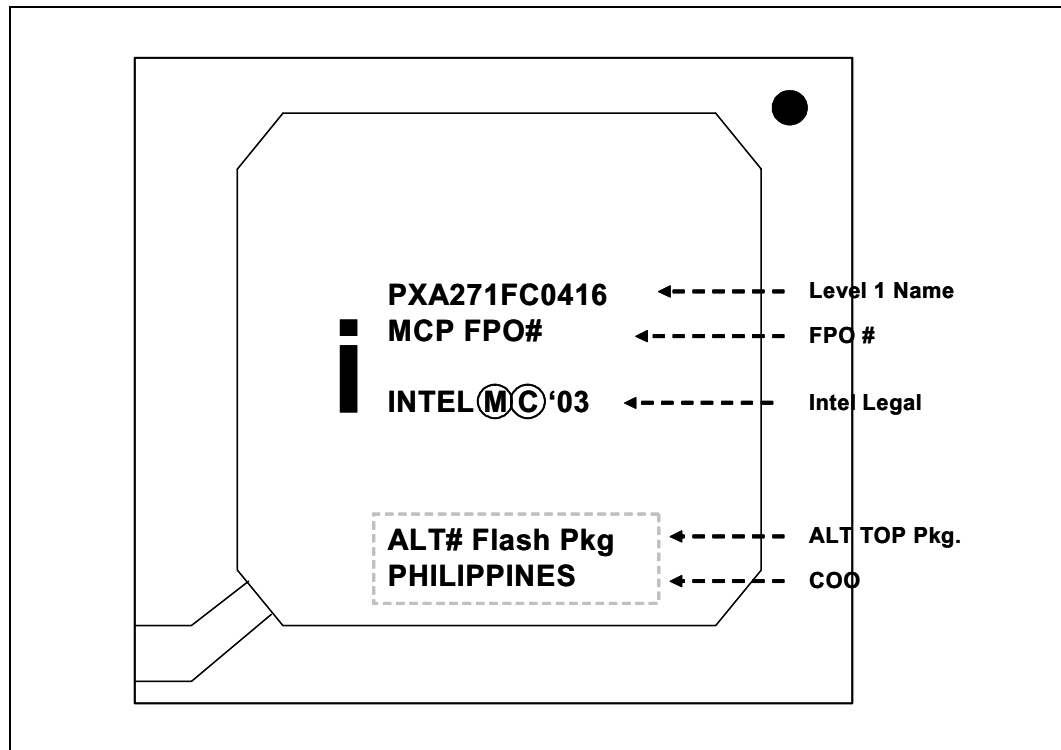 PXA271FC0416
Level 1 Name
MCP FPO#
FPO #
INTEL Ⓜ Ⓒ ‘03
Intel Legal
ALT# Flash Pkg
ALT TOP Pkg.
PHILIPPINES
COO